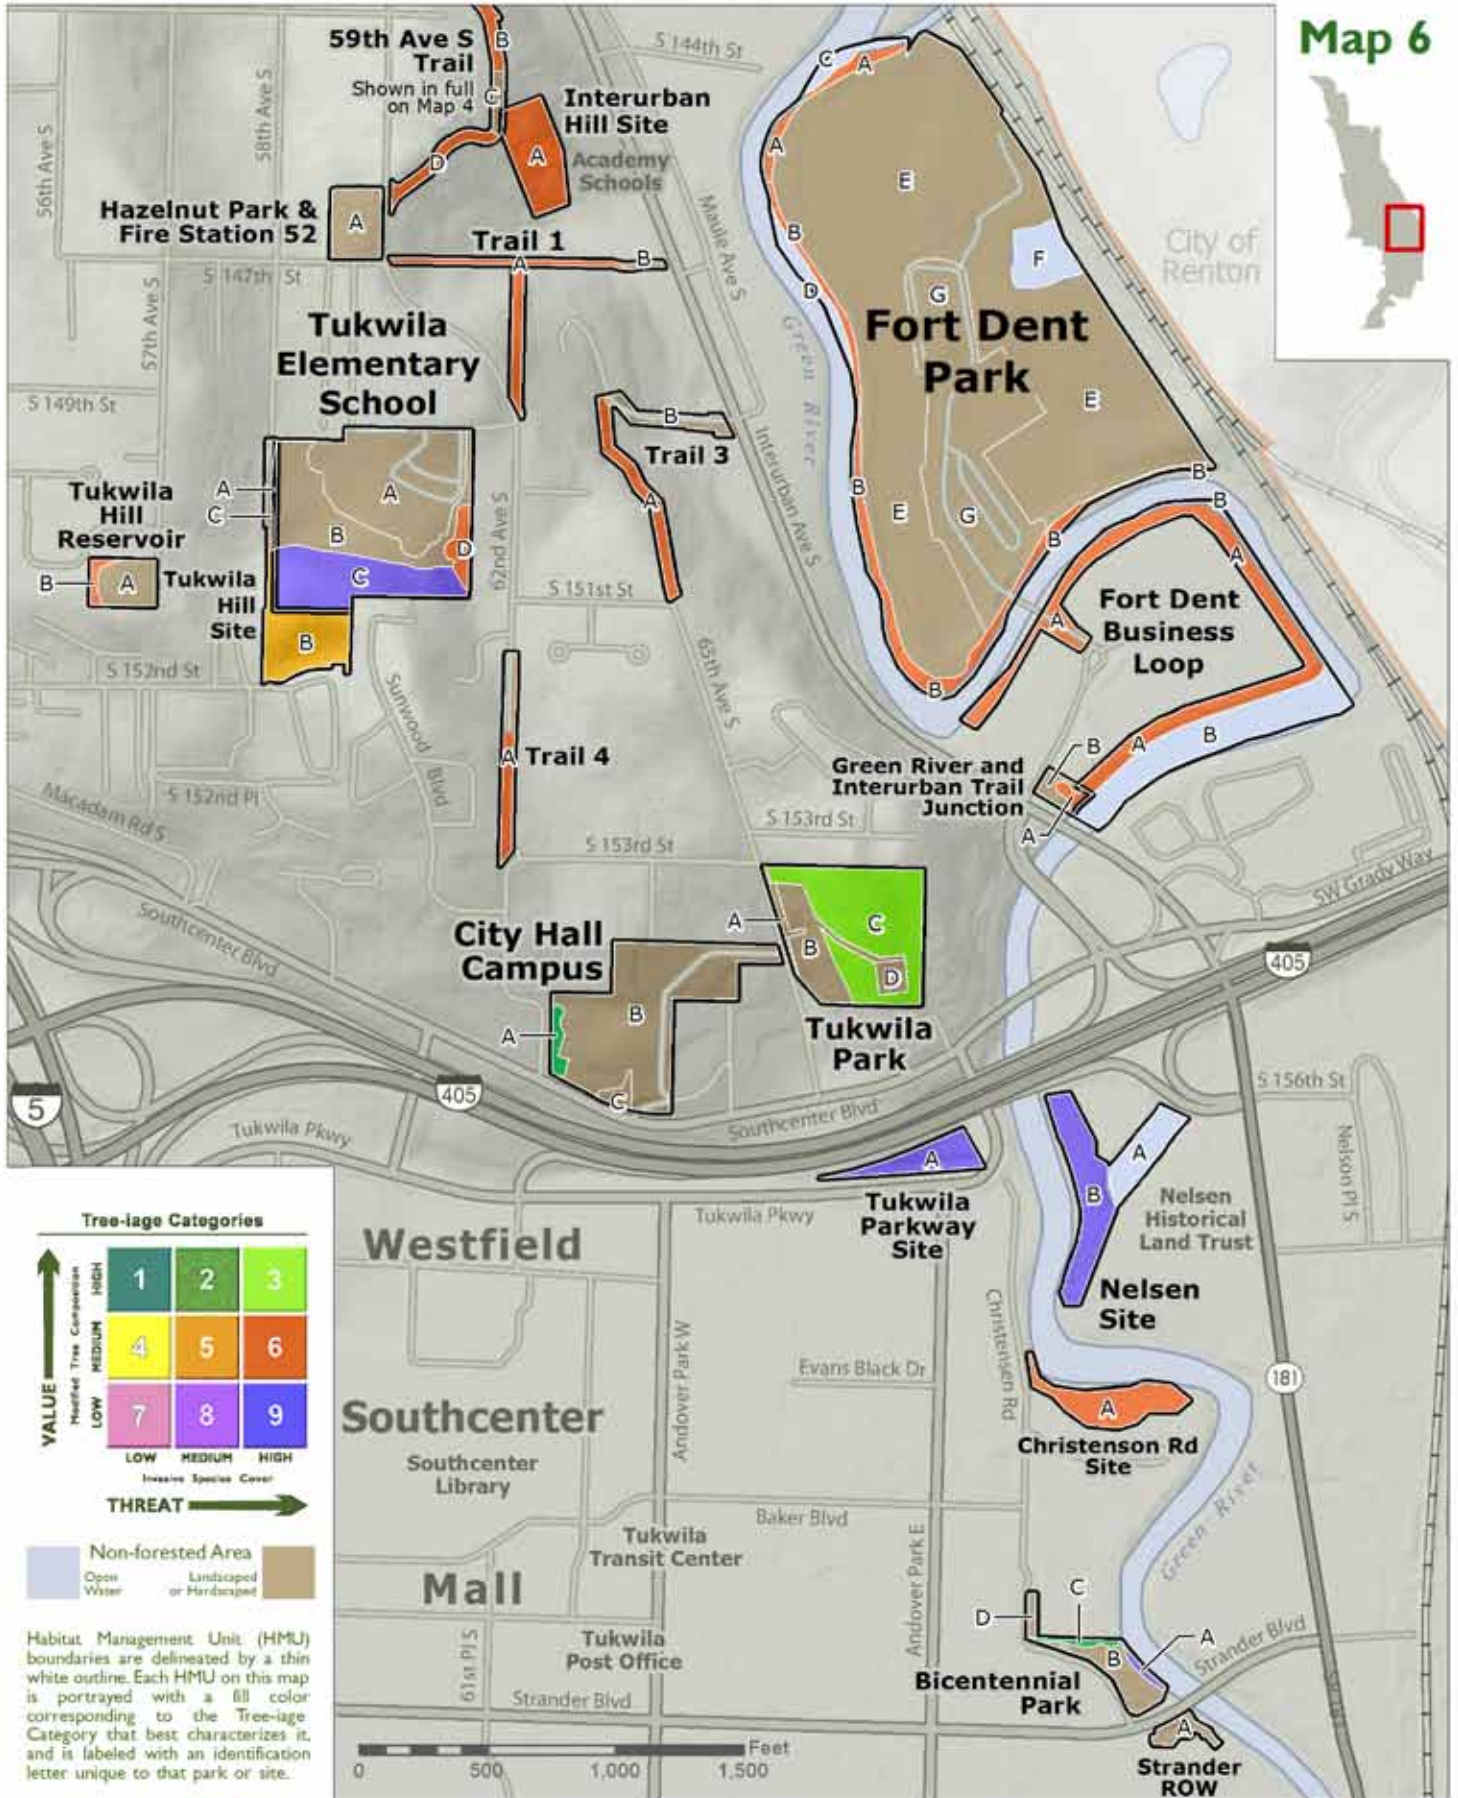 Map 6
59th Ave S
Trail
Shown in full
on Map 4
B
C
D
S 144th St
Interurban
Hill Site
A
Academy
Schools
56th Ave S
58th Ave S
Hazelnut Park &
Fire Station 52
A
Trail 1
A
B
S 147th St
57th Ave S
Maule Ave S
C
A
A
E
B
D
F
G
Fort Dent
Park
E
B
E
G
B
B
B
City of
Renton
Green River
Tukwila
Elementary
School
S 149th St
A
B
C
D
Trail 3
B
A
Interurban Ave S
Tukwila
Hill
Reservoir
B
A
A
C
Tukwila
Hill
Site
B
62nd Ave S
S 151st St
65th Ave S
S 152nd St
Sunwood Blvd
Fort Dent
Business
Loop
B
A
A
A
B
Trail 4
A
Green River and
Interurban Trail
Junction
B
A
S 152nd Pl
Macadam Rd S
S 153rd St
S 153rd St
SW Grady Way
Southcenter Blvd
City Hall
Campus
A
B
C
A
B
C
D
Tukwila
Park
405
405
5
Tukwila Pkwy
Southcenter Blvd
S 156th St
Nelson Pl S
A
Tukwila
Parkway
Site
Tukwila Pkwy
A
B
Nelsen
Historical
Land Trust
Nelsen
Site
Westfield
Southcenter
Southcenter
Library
Mall
Andover Park W
Evans Black Dr
Christensen Rd
181
A
Christenson Rd
Site
Green River
Baker Blvd
Tukwila
Transit Center
Andover Park E
Tukwila
Post Office
61st Pl S
Strander Blvd
D
C
A
B
Strander Blvd
Bicentennial
Park
A
Strander
ROW
Feet
0 500 1,000 1,500
Tree-iage Categories
VALUE
Modified Tree Composition
HIGH
MEDIUM
LOW
1 2 3
4 5 6
7 8 9
LOW MEDIUM HIGH
Invasive Species Cover
THREAT
Non-forested Area
Open
Water
Landscaped
or Hardscaped
Habitat Management Unit (HMU)
boundaries are delineated by a thin
white outline. Each HMU on this map
is portrayed with a fill color
corresponding to the Tree-iage
Category that best characterizes it,
and is labeled with an identification
letter unique to that park or site.